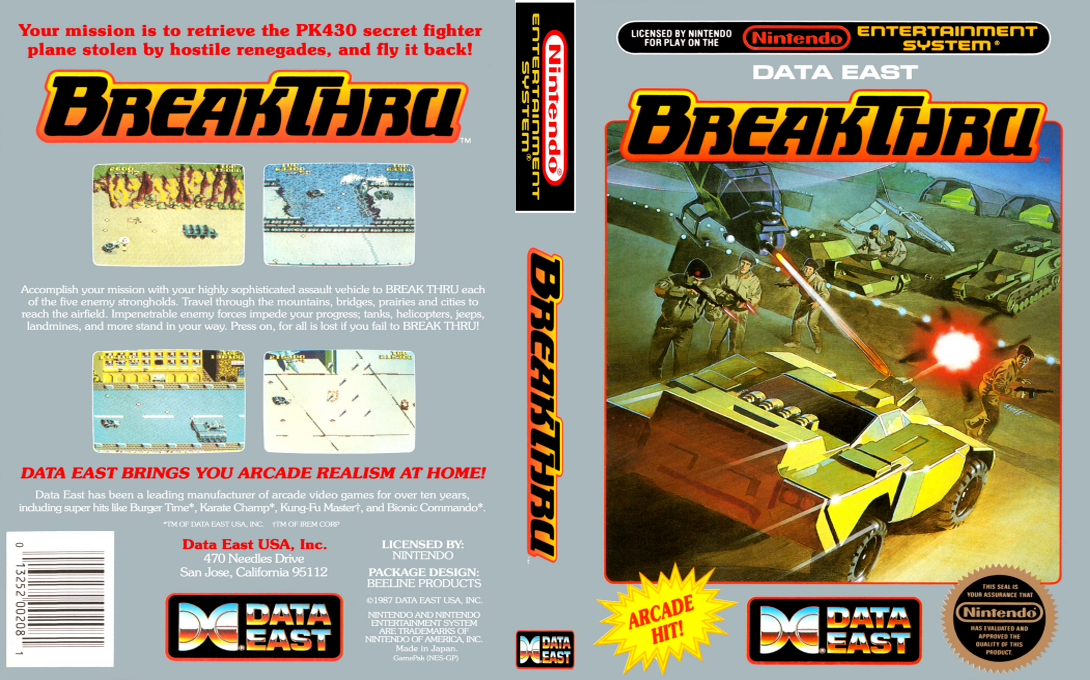 Your mission is to retrieve the PK430 secret fighter
plane stolen by hostile renegades, and fly it back!
BREAKTHRU
TM
Accomplish your mission with your highly sophisticated assault vehicle to BREAK THRU each
of the five enemy strongholds. Travel through the mountains, bridges, prairies and cities to
reach the airfield. Impenetrable enemy forces impede your progress; tanks, helicopters, jeeps,
landmines, and more stand in your way. Press on, for all is lost if you fail to BREAK THRU!
DATA EAST BRINGS YOU ARCADE REALISM AT HOME!
Data East has been a leading manufacturer of arcade video games for over ten years,
including super hits like Burger Time*, Karate Champ*, Kung-Fu Master†, and Bionic Commando*.
*TM OF DATA EAST USA, INC. †TM OF IREM CORP
0 13252 00208 1
Data East USA, Inc.
470 Needles Drive
San Jose, California 95112
DATA
EAST
LICENSED BY:
NINTENDO
PACKAGE DESIGN:
BEELINE PRODUCTS
©1987 DATA EAST USA, INC.
NINTENDO AND NINTENDO
ENTERTAINMENT SYSTEM
ARE TRADEMARKS OF
NINTENDO OF AMERICA, INC.
Made in Japan.
GamePak (NES-GP)
Nintendo®
ENTERTAINMENT
SYSTEM®
BREAKTHRU
DATA
EAST
LICENSED BY NINTENDO
FOR PLAY ON THE
Nintendo
ENTERTAINMENT
SYSTEM®
DATA EAST
BREAKTHRU
TM
ARCADE
HIT!
DATA
EAST
THIS SEAL IS
YOUR ASSURANCE THAT
Nintendo
HAS EVALUATED AND
APPROVED THE
QUALITY OF THIS
PRODUCT.